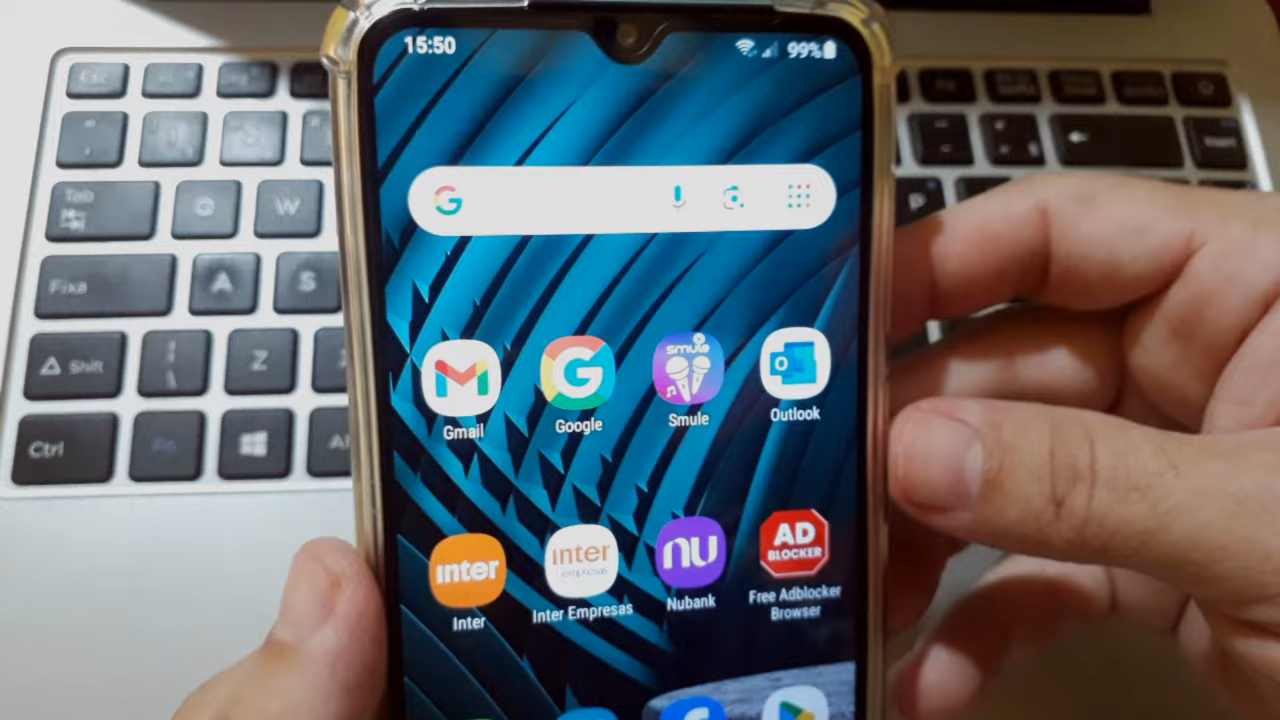 15:50
99%
G
Gmail
G
Google
smule
Smule
O
Outlook
inter
Inter
inter
empresas
Inter Empresas
nu
Nubank
AD
BLOCKER
Free Adblocker
Browser
Tab
W
Fixa
A
S
Shift
Z
Ctrl
P